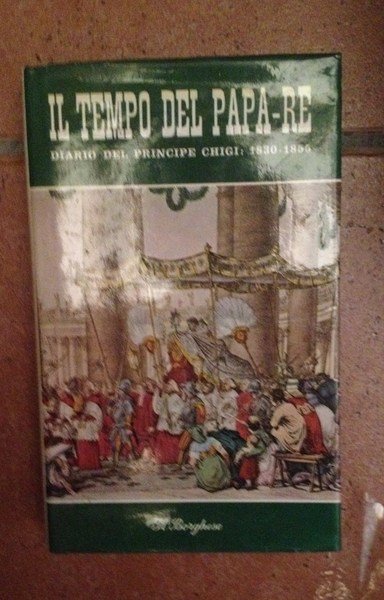 IL TEMPO DEL PAPA-RE
DIARIO DEL PRINCIPE CHIGI: 1830-1855
il Borghese